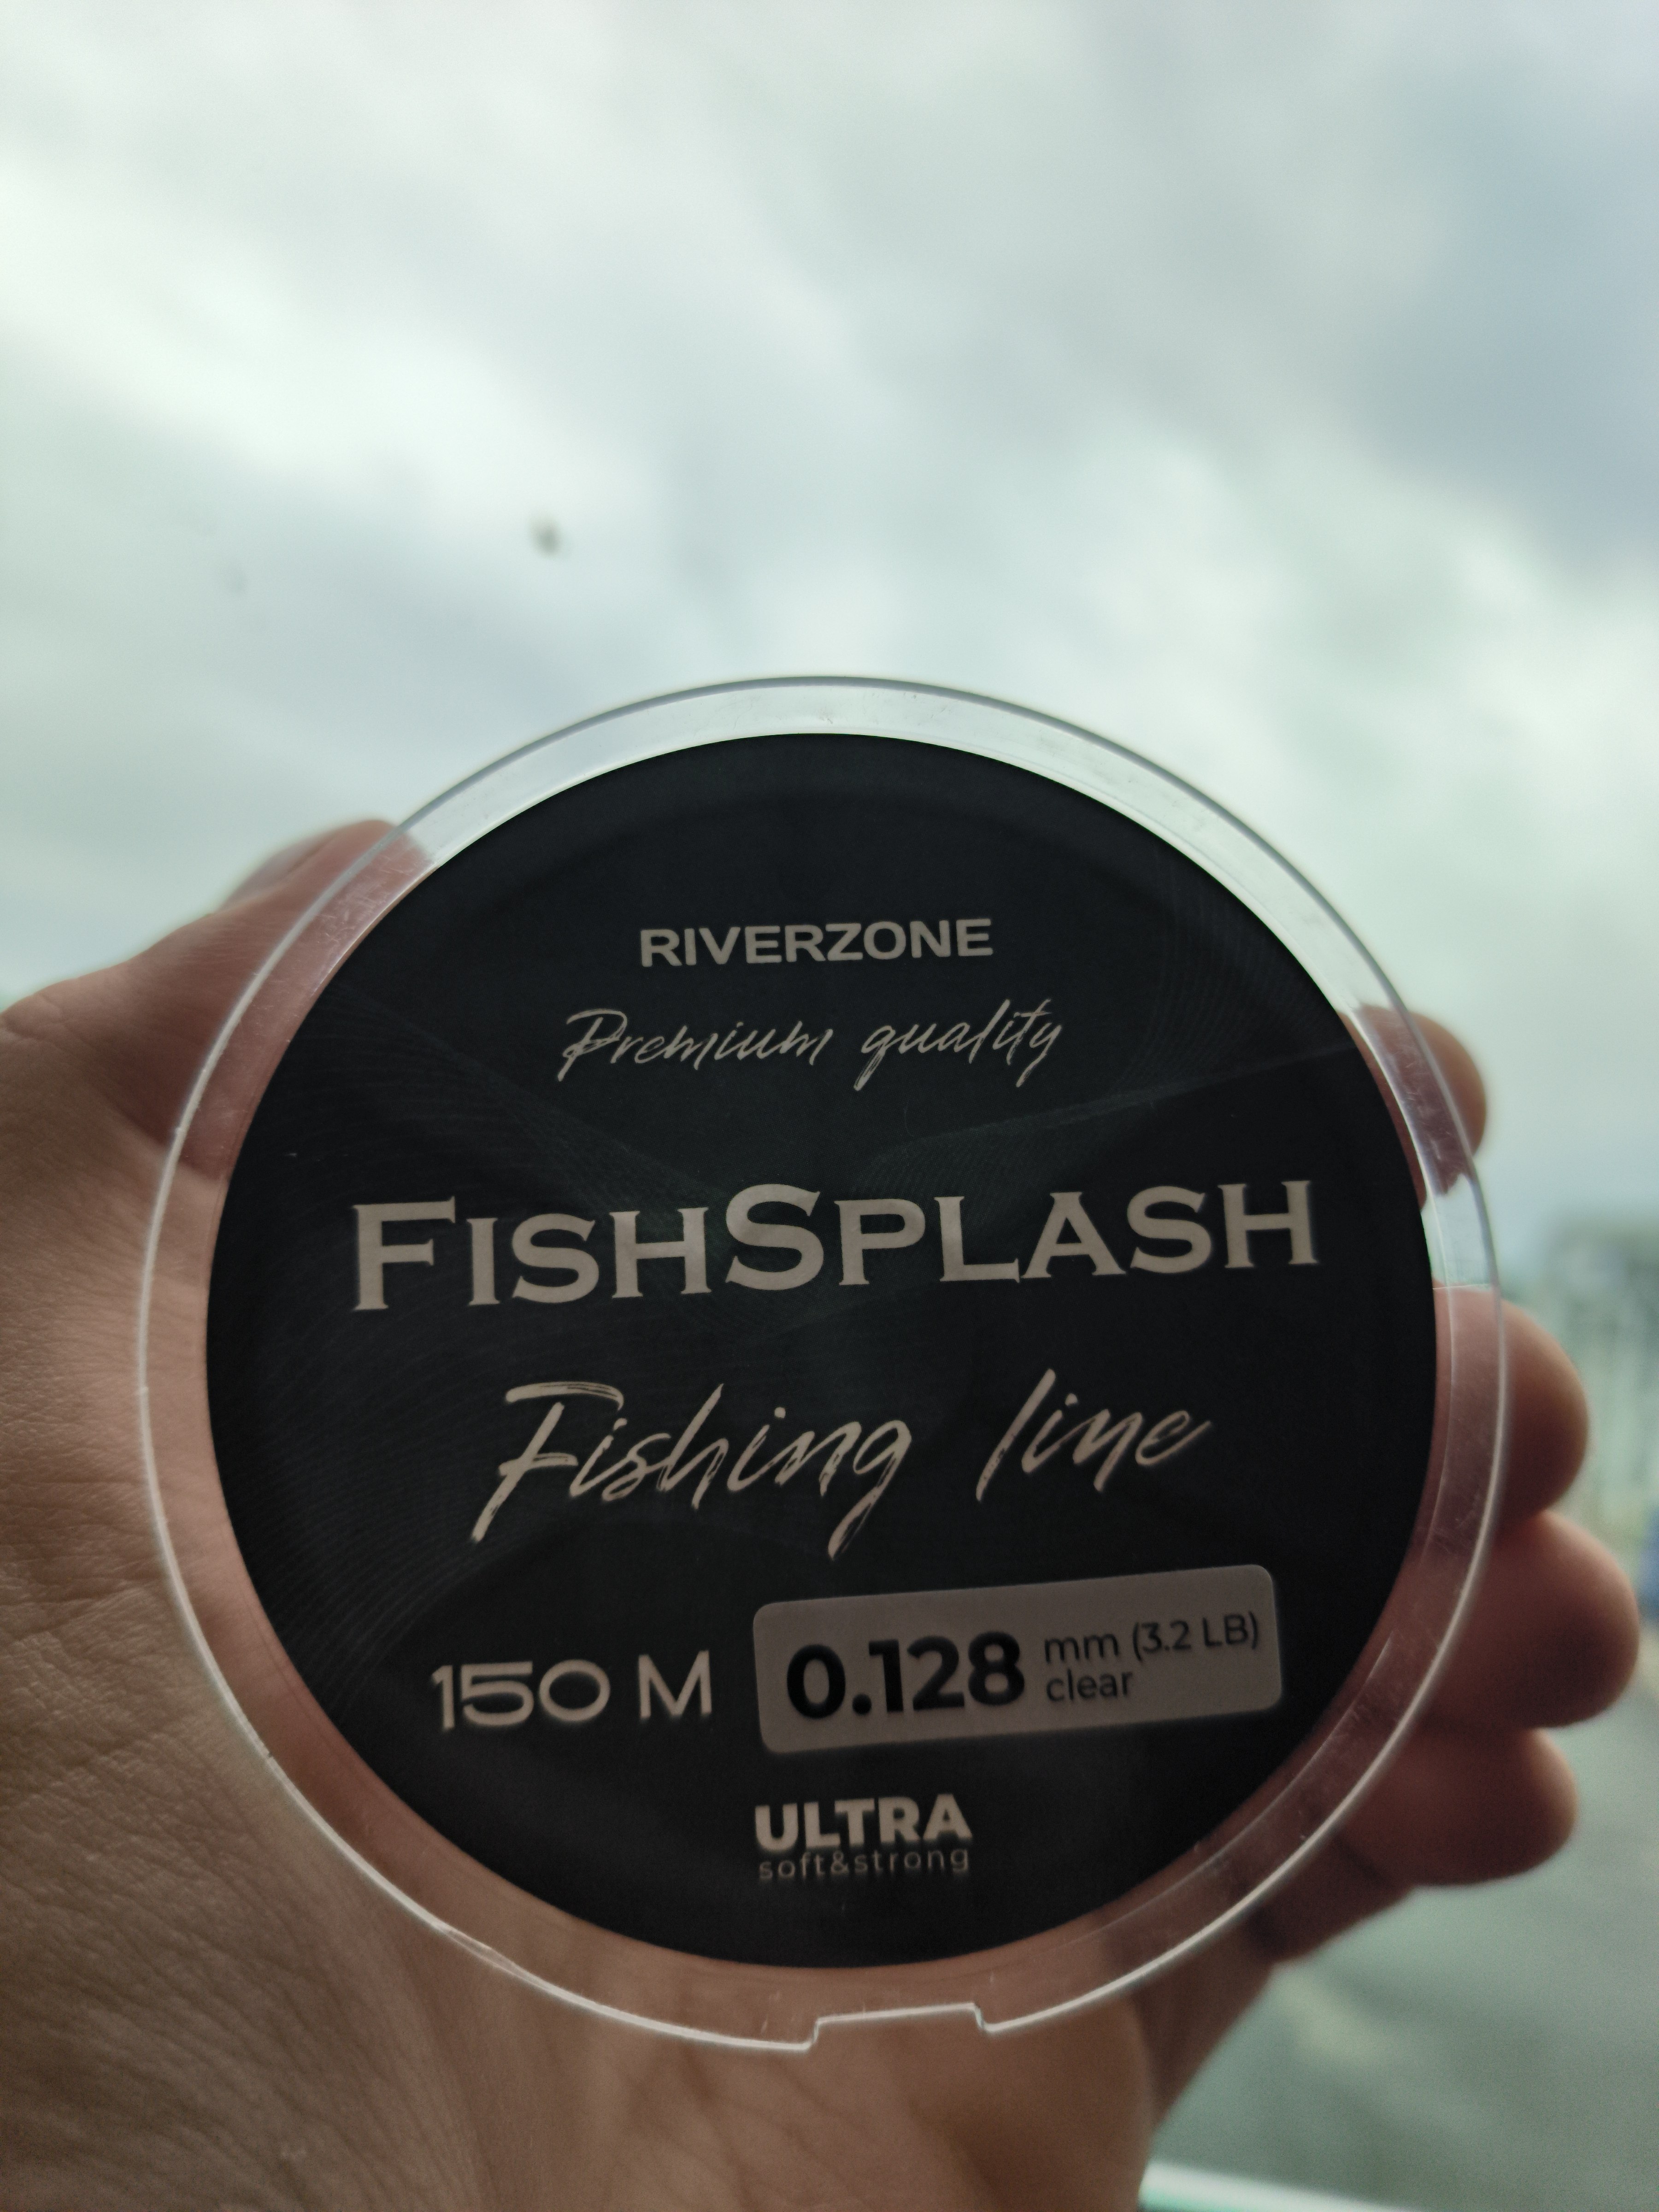 RIVERZONE
Premium quality
FISHSPLASH
Fishing line
150 M 0.128 mm (3.2 LB)
clear
ULTRA
soft&strong